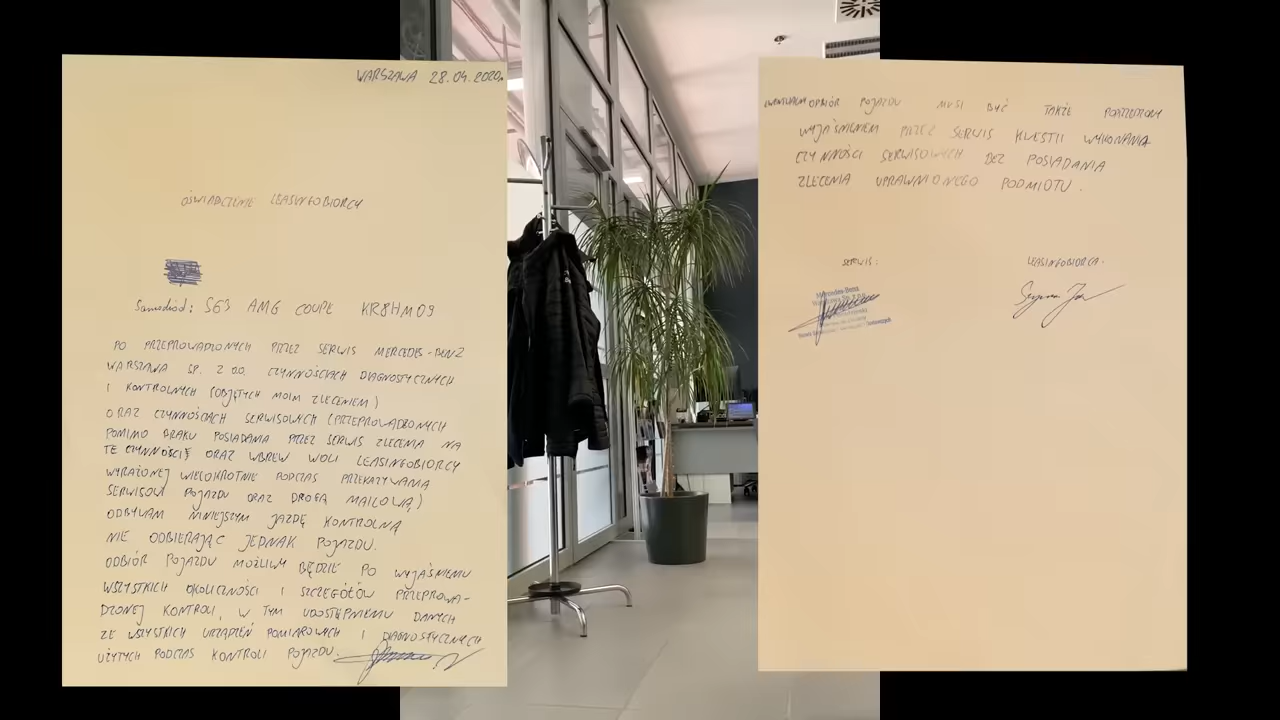 WARSZAWA 28.04.2020r.
OŚWIADCZENIE LEASINGOBIORCY
Samochód: S63 AMG COUPE KR8HM09
PO PRZEPROWADZONYCH PRZEZ SERWIS MERCEDES-BENZ
WARSZAWA SP. Z O.O. CZYNNOŚCIACH DIAGNOSTYCZNYCH
I KONTROLNYCH (OBJĘTYCH MOIM ZLECENIEM)
ORAZ CZYNNOŚCIACH SERWISOWYCH (PRZEPROWADZONYCH
POMIMO BRAKU POSIADANIA PRZEZ SERWIS ZLECENIA NA
TE CZYNNOŚCI ORAZ WBREW WOLI LEASINGOBIORCY
WYRAŻONEJ WIELOKROTNIE PODCZAS PRZEKAZYWANIA
SERWISOWI POJAZDU ORAZ DROGĄ MAILOWĄ)
ODBYŁAM NINIEJSZYM JAZDĘ KONTROLNĄ
NIE ODBIERAJĄC JEDNAK POJAZDU.
ODBIÓR POJAZDU MOŻLIWY BĘDZIE PO WYJAŚNIENIU
WSZYSTKICH OKOLICZNOŚCI I SZCZEGÓŁÓW PRZEPROWA-
DZONEJ KONTROLI, W TYM UDOSTĘPNIENIU DANYCH
ZE WSZYSTKICH URZĄDZEŃ POMIAROWYCH I DIAGNOSTYCZNYCH
UŻYTYCH PODCZAS KONTROLI POJAZDU.
ODBIÓR POJAZDU MUSI BYĆ TAKŻE POPRZEDZONY
WYJAŚNIENIEM PRZEZ SERWIS KWESTII WYKONANIA
CZYNNOŚCI SERWISOWYCH BEZ POSIADANIA
ZLECENIA UPRAWNIONEGO PODMIOTU.
SERWIS:
LEASINGOBIORCA:
Mercedes-Benz
Warszawa Sp. z o.o.